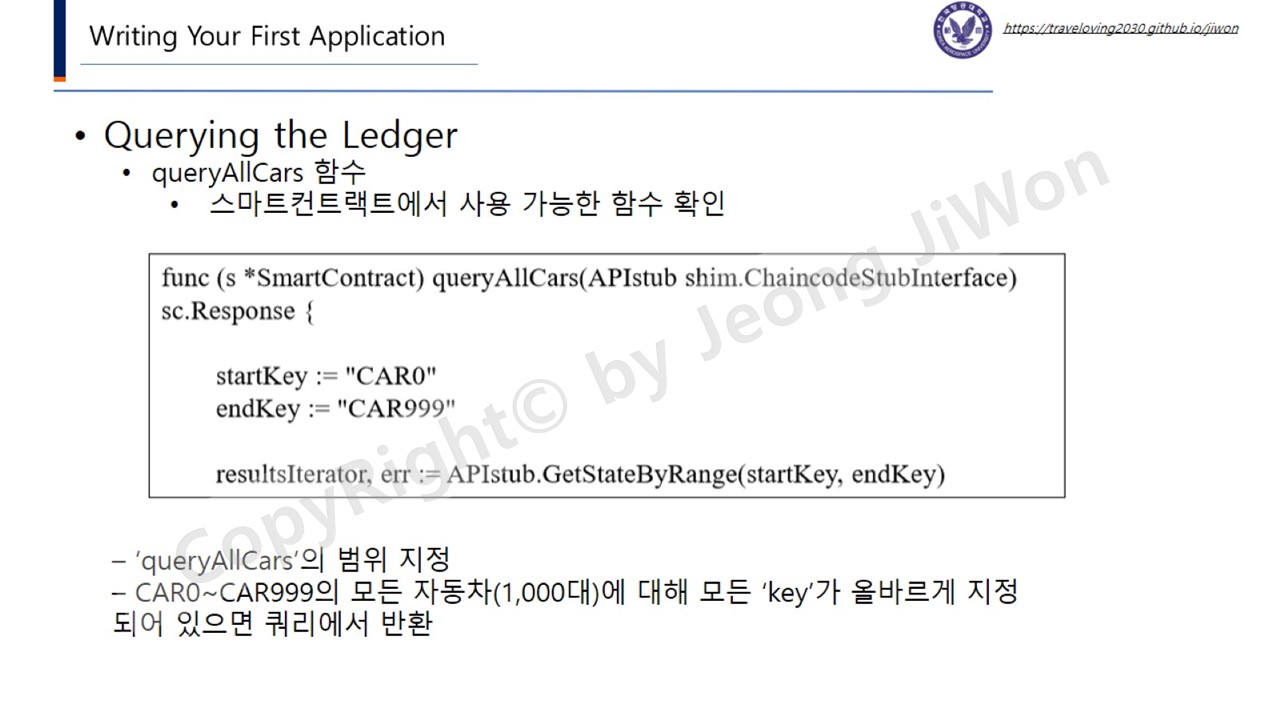 Writing Your First Application
https://traveloving2030.github.io/jiwon
• Querying the Ledger
• queryAllCars 함수
• 스마트컨트랙트에서 사용 가능한 함수 확인
func (s *SmartContract) queryAllCars(APIstub shim.ChaincodeStubInterface)
sc.Response {
startKey := "CAR0"
endKey := "CAR999"
resultsIterator, err := APIstub.GetStateByRange(startKey, endKey)
– ‘queryAllCars’의 범위 지정
– CAR0~CAR999의 모든 자동차(1,000대)에 대해 모든 ‘key’가 올바르게 지정
되어 있으면 쿼리에서 반환
CopyRight© by Jeong JiWon